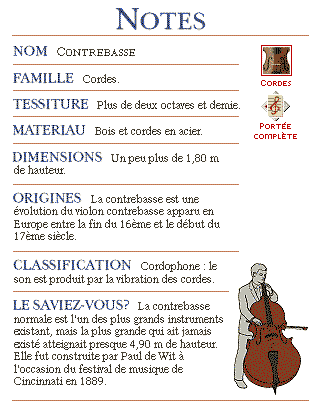 NOTES
NOM CONTREBASSE
FAMILLE Cordes.
TESSITURE Plus de deux octaves et demie.
MATERIAU Bois et cordes en acier.
DIMENSIONS Un peu plus de 1,80 m
de hauteur.
ORIGINES La contrebasse est une
évolution du violon contrebasse apparu en
Europe entre la fin du 16ème et le début du
17ème siècle.
CLASSIFICATION Cordophone : le
son est produit par la vibration des cordes.
LE SAVIEZ-VOUS? La contrebasse
normale est l'un des plus grands instruments
existant, mais la plus grande qui ait jamais
existé atteignait presque 4,90 m de hauteur.
Elle fut construite par Paul de Wit à
l'occasion du festival de musique de
Cincinnati en 1889.
CORDES
PORTÉE
COMPLÈTE